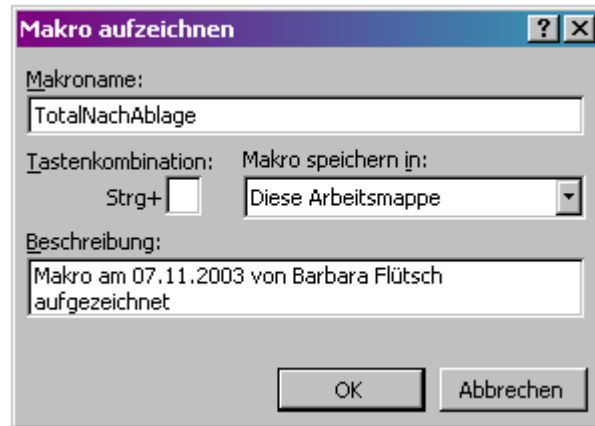 Makro aufzeichnen
Makroname:
TotalNachAblage
Tastenkombination: Makro speichern in:
Strg+ Diese Arbeitsmappe
Beschreibung:
Makro am 07.11.2003 von Barbara Flütsch
aufgezeichnet
OK Abbrechen